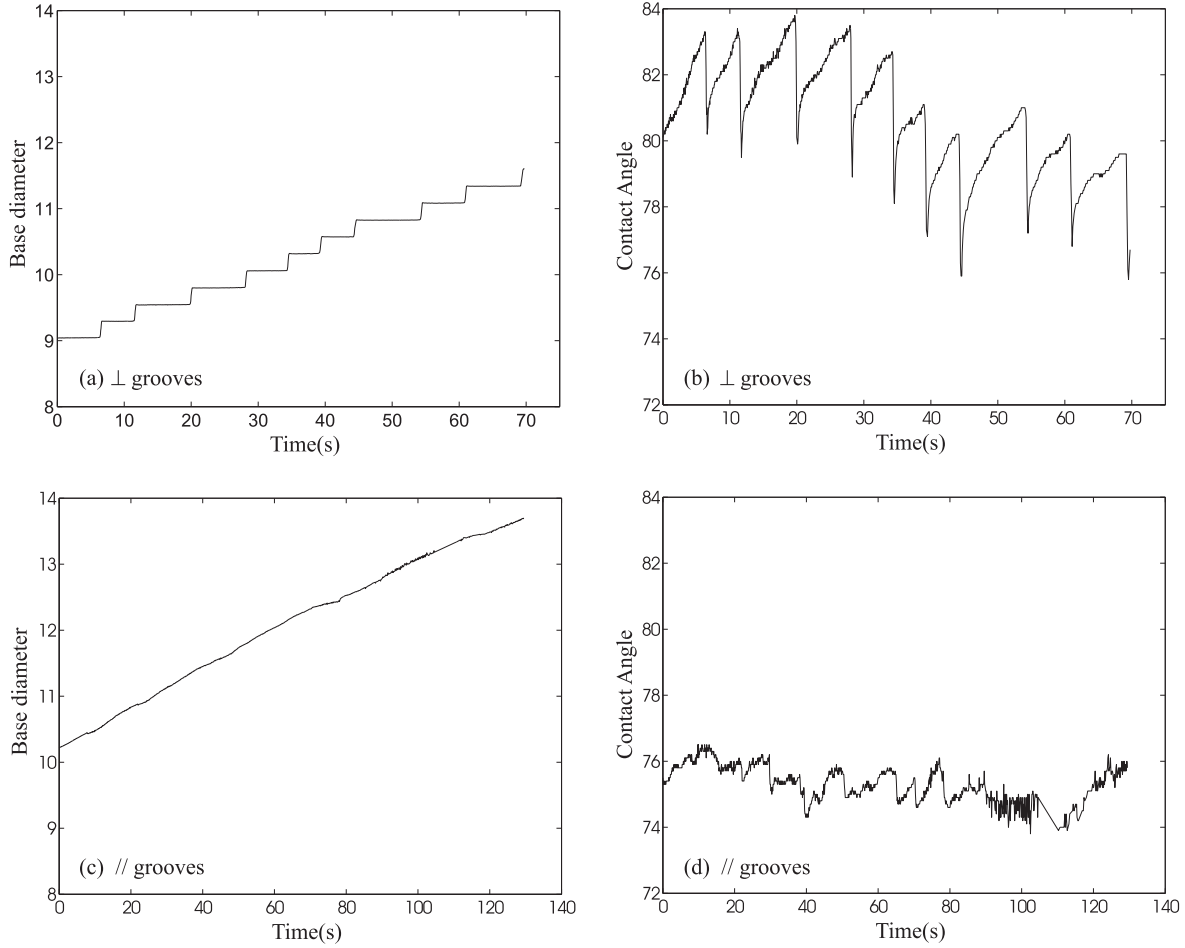 14
13
12
11
10
9
8
Base diameter
(a) ⊥ grooves
0 10 20 30 40 50 60 70
Time(s)
84
82
80
78
76
74
72
Contact Angle
(b) ⊥ grooves
0 10 20 30 40 50 60 70
Time(s)
14
13
12
11
10
9
8
Base diameter
(c) // grooves
0 20 40 60 80 100 120 140
Time(s)
84
82
80
78
76
74
72
Contact Angle
(d) // grooves
0 20 40 60 80 100 120 140
Time(s)